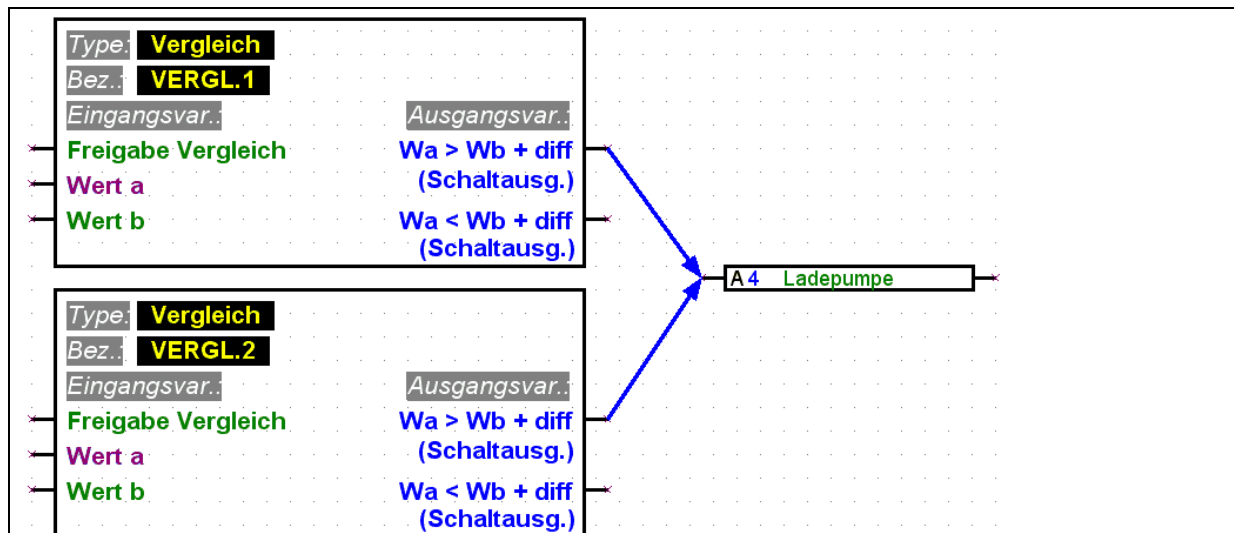 Type: Vergleich
Bez.: VERGL.1
Eingangsvar.: Ausgangsvar.:
Freigabe Vergleich Wa > Wb + diff
Wert a (Schaltausg.)
Wert b Wa < Wb + diff
(Schaltausg.)
A 4 Ladepumpe
Type: Vergleich
Bez.: VERGL.2
Eingangsvar.: Ausgangsvar.:
Freigabe Vergleich Wa > Wb + diff
Wert a (Schaltausg.)
Wert b Wa < Wb + diff
(Schaltausg.)